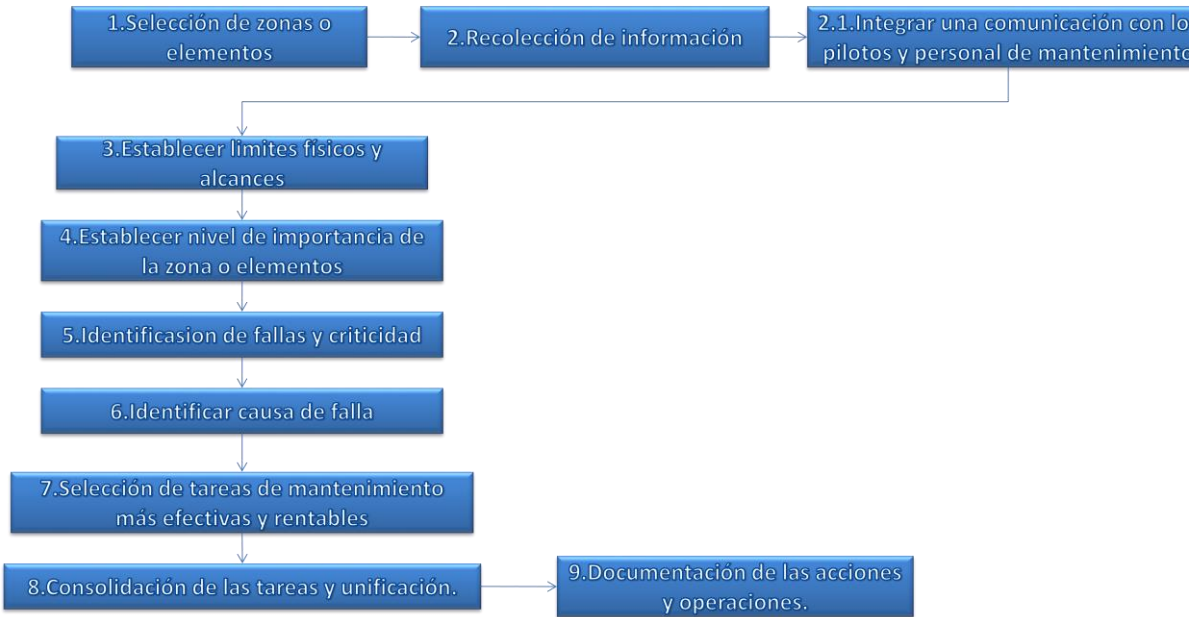 1.Selección de zonas o
elementos
2.Recolección de información
2.1.Integrar una comunicación con lo
pilotos y personal de mantenimiento
3.Establecer limites físicos y
alcances
4.Establecer nivel de importancia de
la zona o elementos
5.Identificasion de fallas y criticidad
6.Identificar causa de falla
7.Selección de tareas de mantenimiento
más efectivas y rentables
8.Consolidación de las tareas y unificación.
9.Documentación de las acciones
y operaciones.